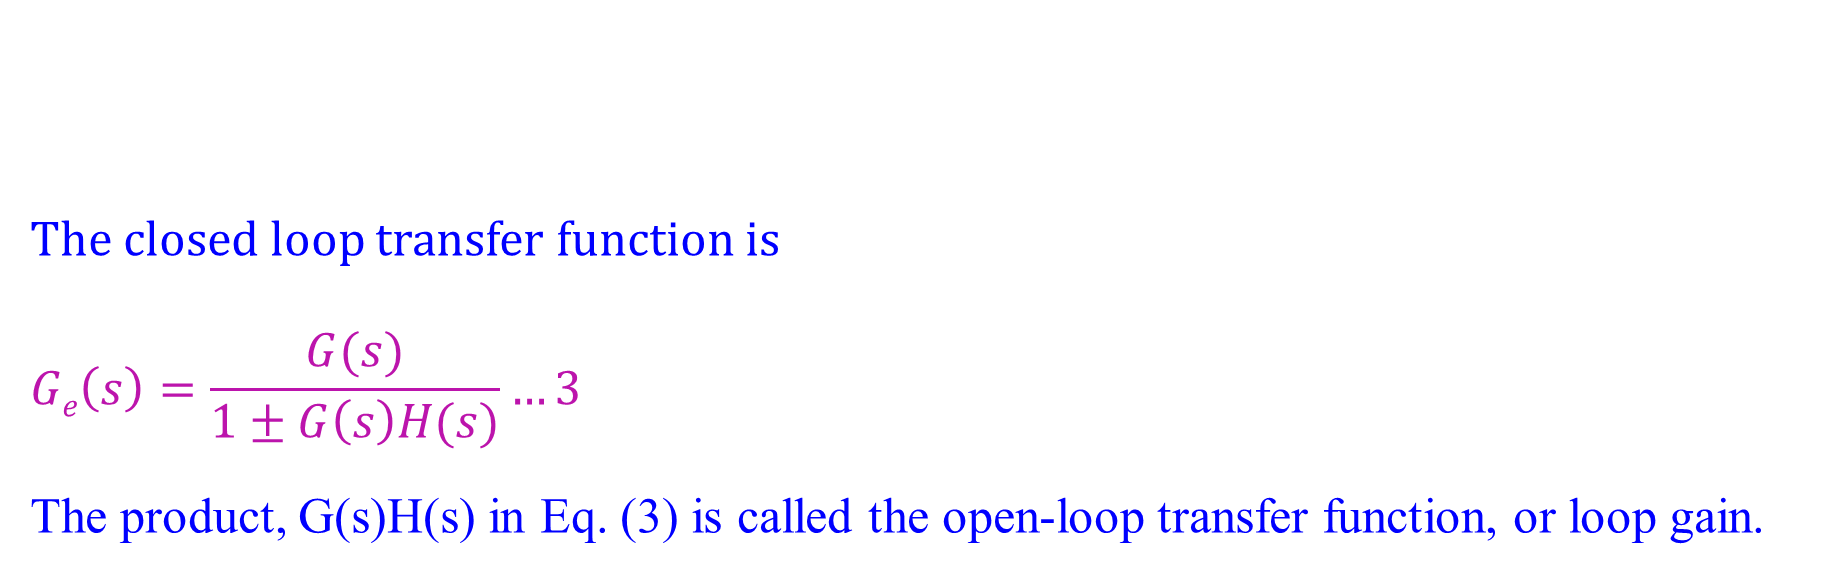 The closed loop transfer function is
G_e(s) = \frac{G(s)}{1 ± G(s)H(s)} … 3
The product, G(s)H(s) in Eq. (3) is called the open-loop transfer function, or loop gain.